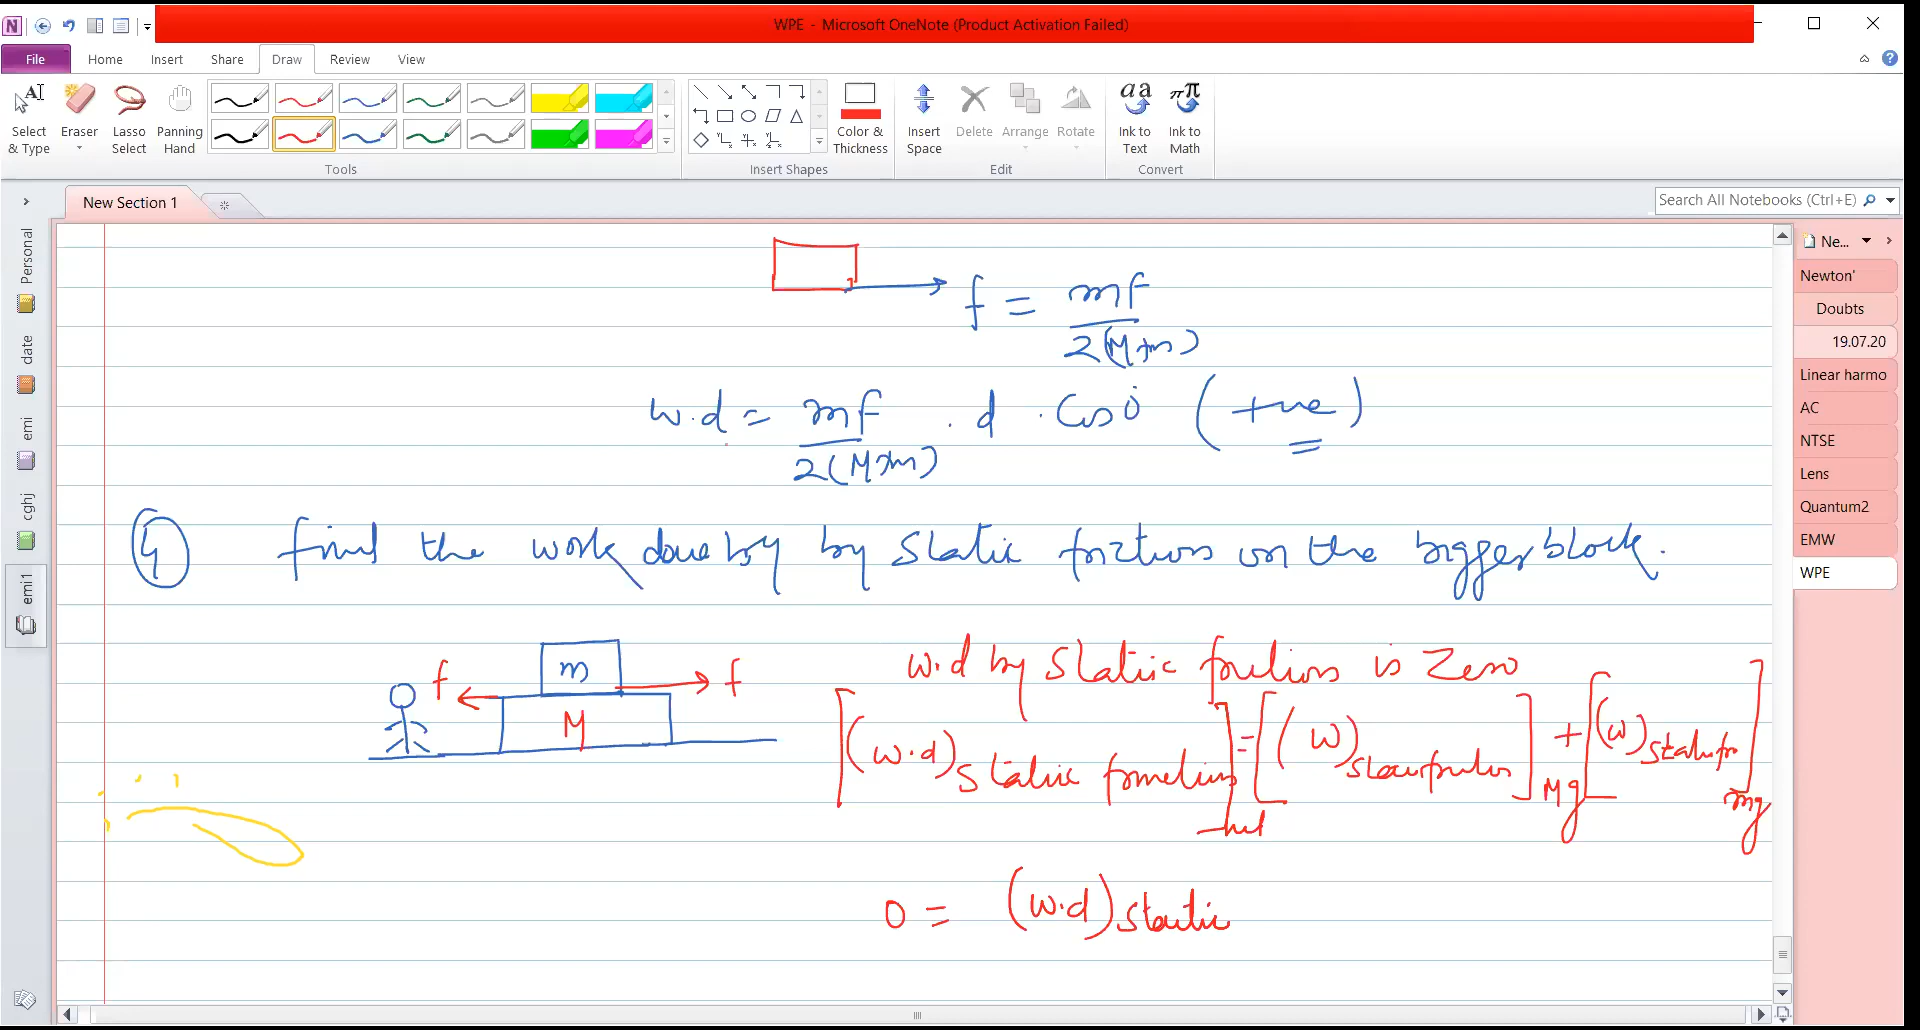 WPE - Microsoft OneNote (Product Activation Failed)
File Home Insert Share Draw Review View
Select & Type
Eraser
Lasso Select
Panning Hand
Color & Thickness
Insert Space
Delete
Arrange
Rotate
Ink to Text
Ink to Math
Tools
Insert Shapes
Edit
Convert
New Section 1
Search All Notebooks (Ctrl+E)
Personal
date
emi
cghj
emi1
Ne...
Newton'
Doubts
19.07.20
Linear harmo
AC
NTSE
Lens
Quantum2
EMW
WPE
f = mF / 2(M+m)
w.d = mF / 2(M+m) . d . Cos 0 (+ve)
4 find the work done by by Static friction on the bigger block.
m
M
f
f
w.d by Static friction is Zero
[(w.d) Static friction] net = [(w) Static friction] Mg + [(w) Static fr] mg
0 = (w.d) Static